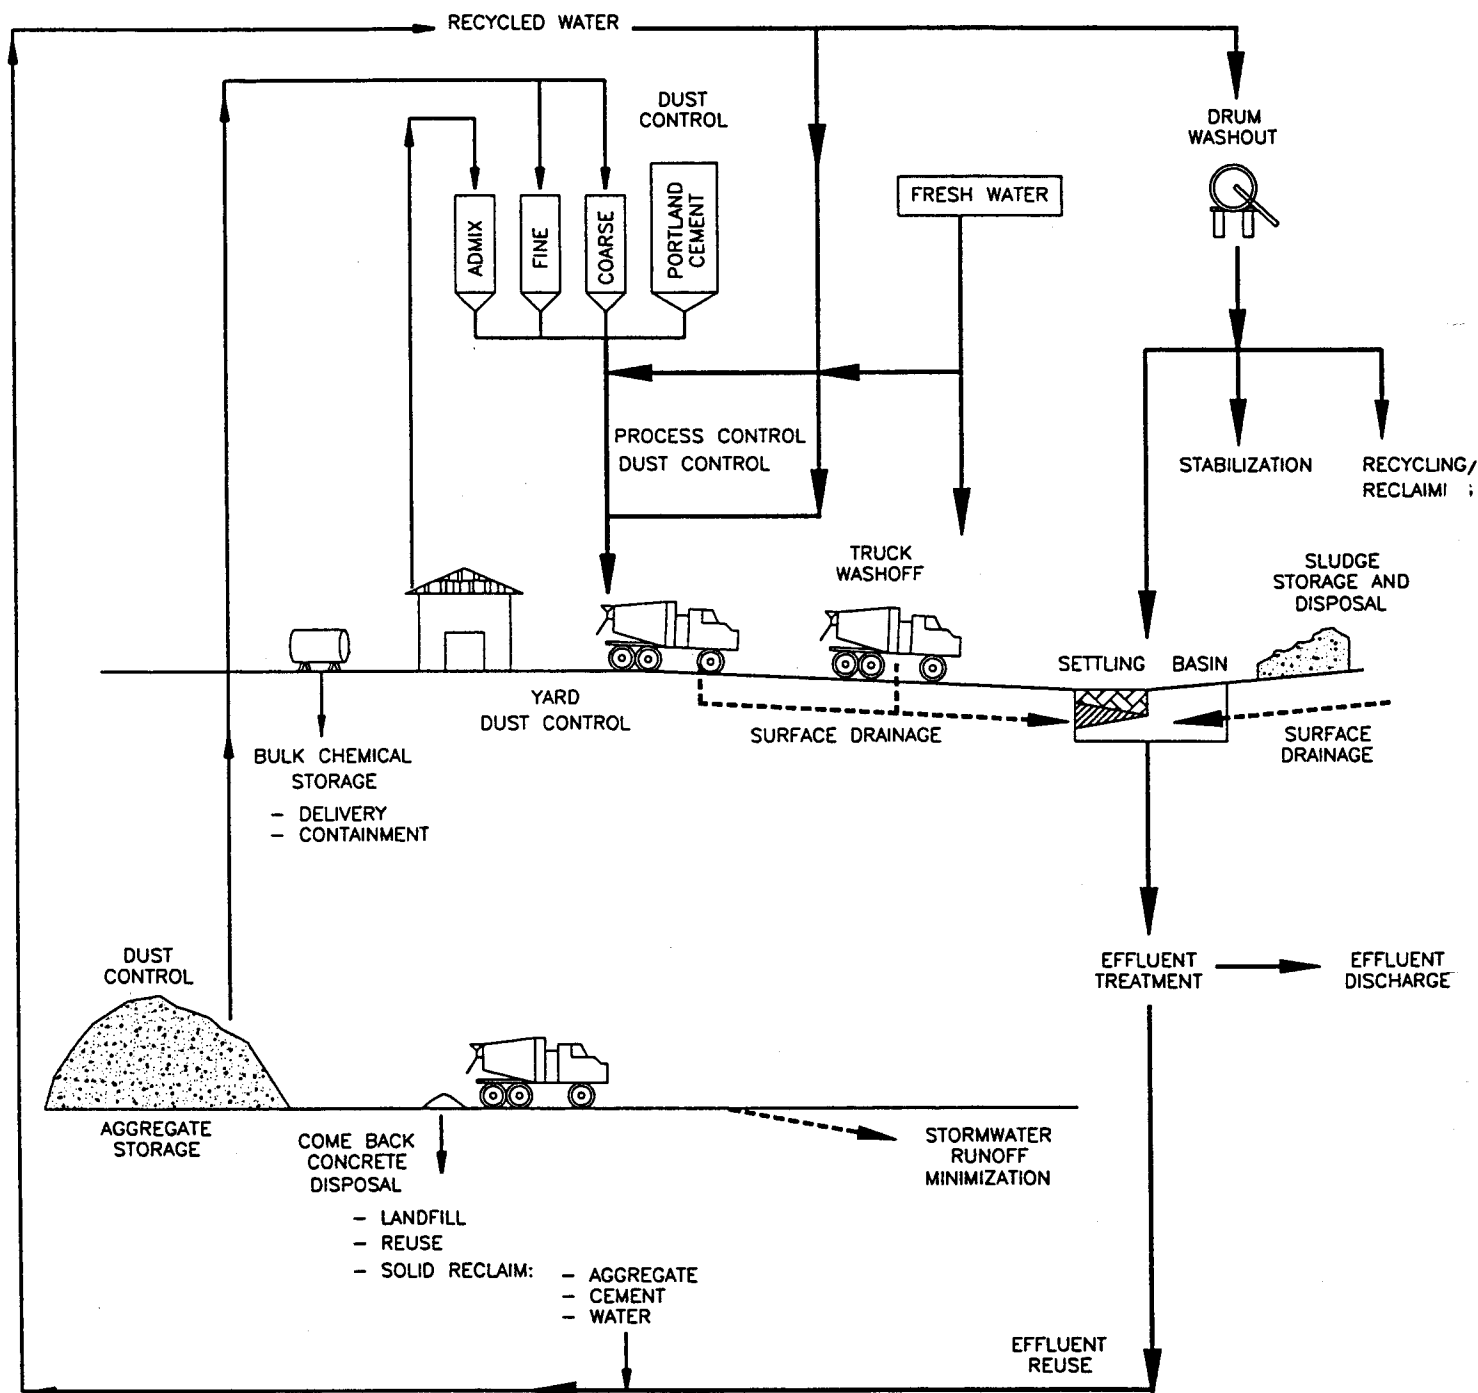 RECYCLED WATER
DUST
CONTROL
DRUM
WASHOUT
FRESH WATER
ADMIX
FINE
COARSE
PORTLAND
CEMENT
PROCESS CONTROL
DUST CONTROL
STABILIZATION
RECYCLING/
TRUCK
WASHOFF
SLUDGE
STORAGE AND
DISPOSAL
SETTLING BASIN
YARD
DUST CONTROL
SURFACE DRAINAGE
SURFACE
DRAINAGE
BULK CHEMICAL
STORAGE
- DELIVERY
- CONTAINMENT
DUST
CONTROL
EFFLUENT
TREATMENT
EFFLUENT
DISCHARGE
AGGREGATE
STORAGE
COME BACK
CONCRETE
DISPOSAL
STORMWATER
RUNOFF
MINIMIZATION
- LANDFILL
- REUSE
- SOLID RECLAIM:
- AGGREGATE
- CEMENT
- WATER
EFFLUENT
REUSE